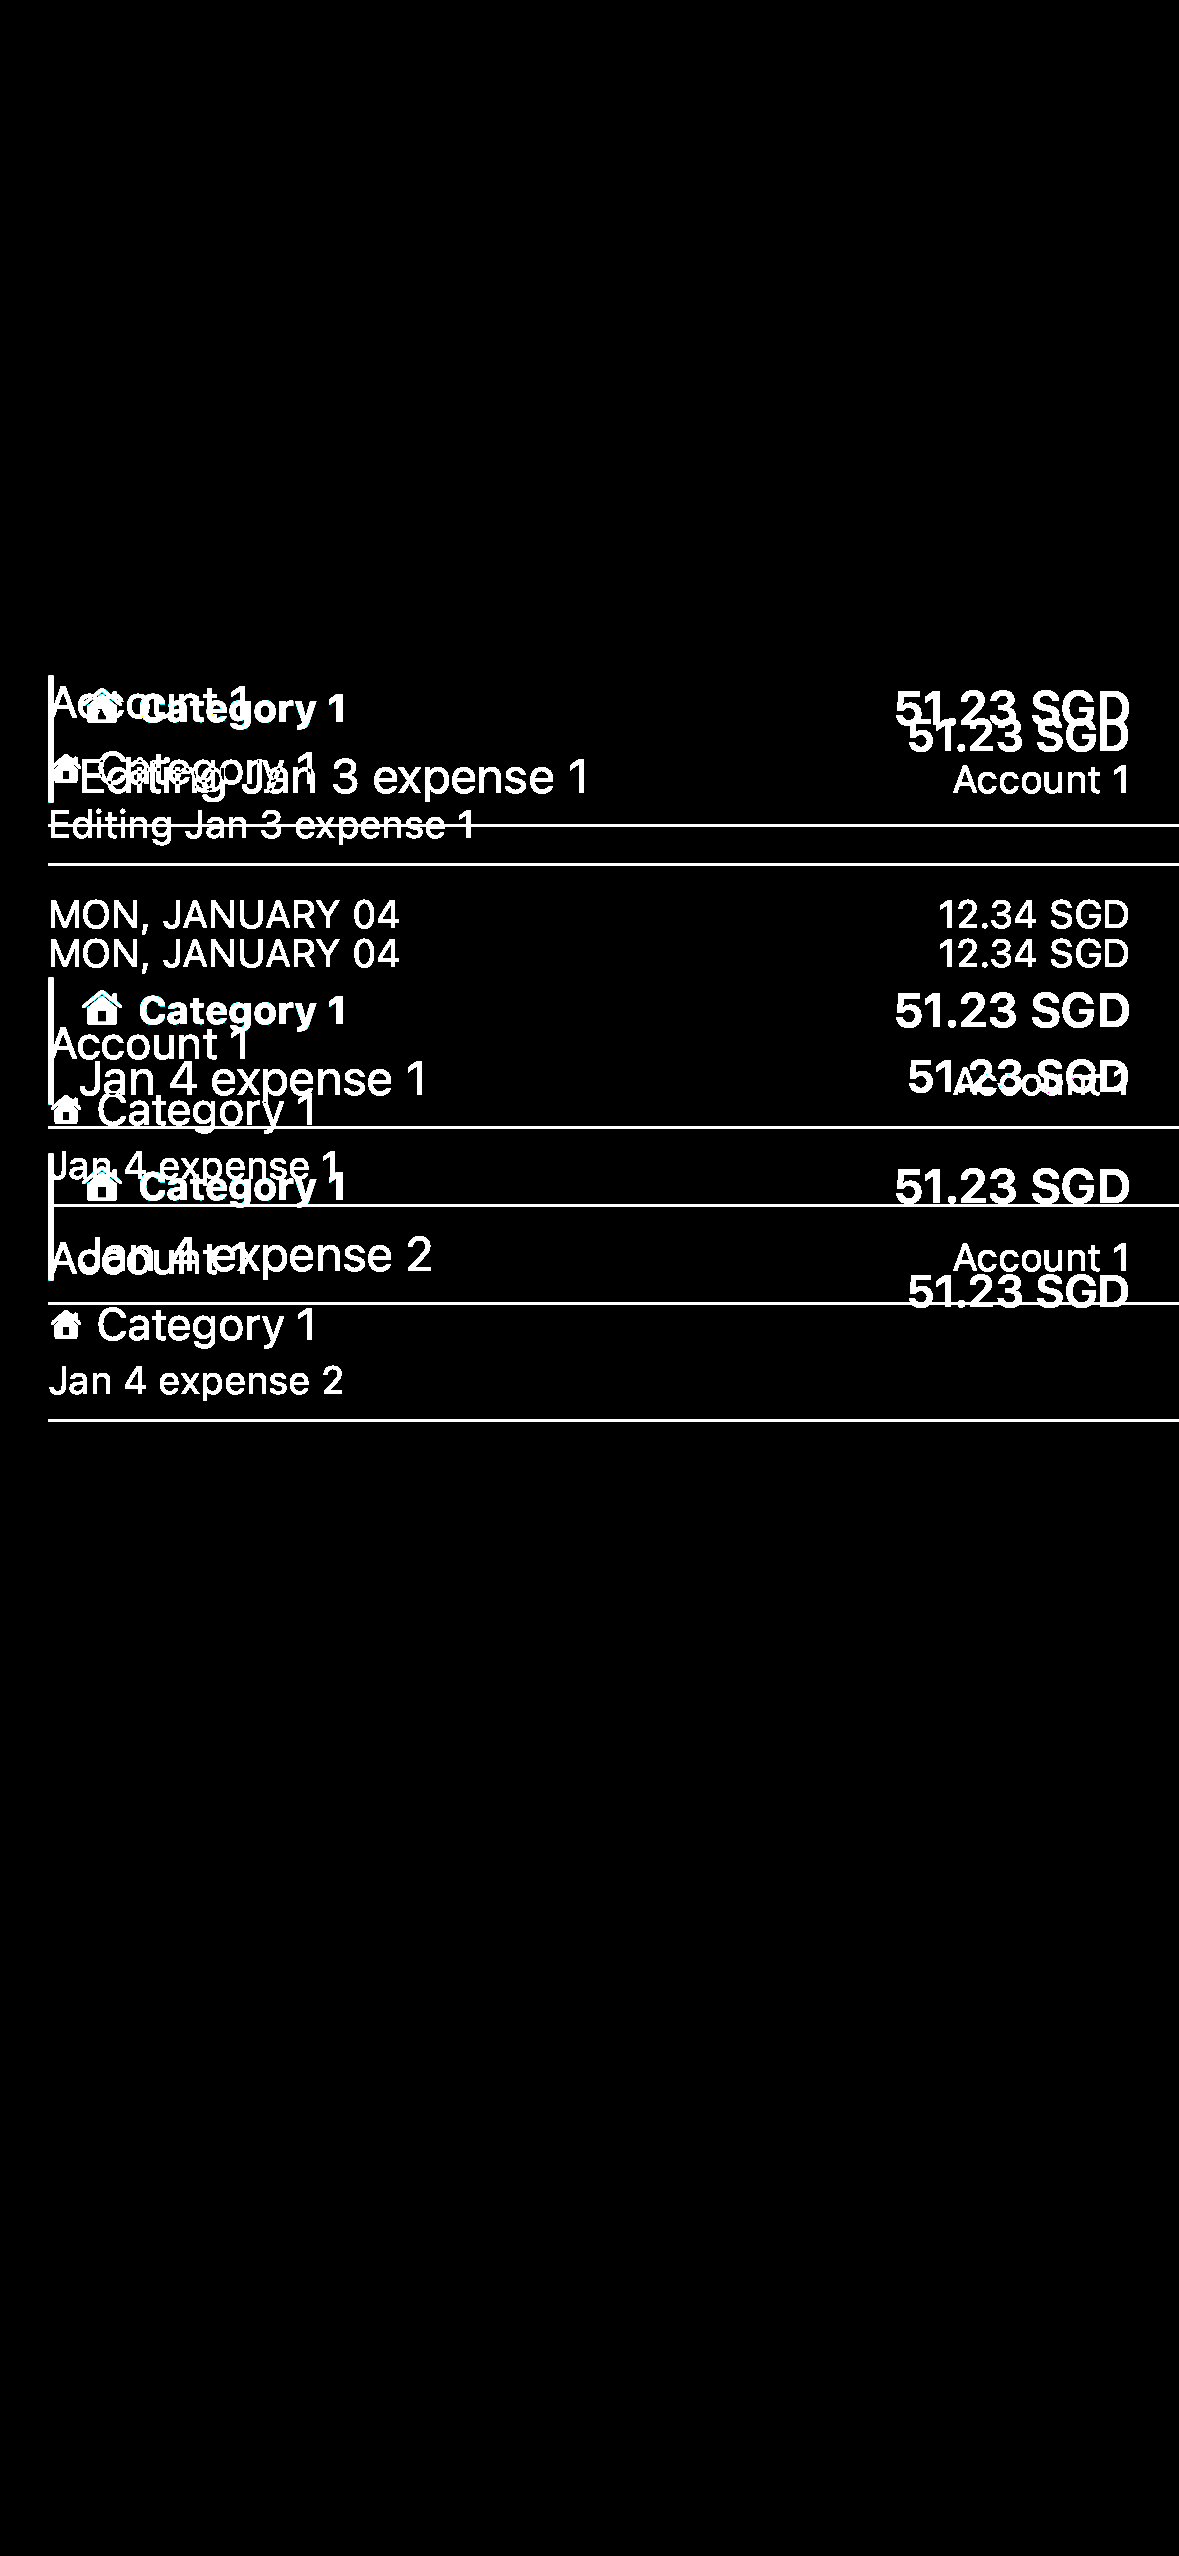 Account 1
Category 1 51.23 SGD
51.23 SGD
Category 1
Editing Jan 3 expense 1 Account 1
Editing Jan 3 expense 1
MON, JANUARY 04 12.34 SGD
MON, JANUARY 04 12.34 SGD
Category 1 51.23 SGD
Account 1
Jan 4 expense 1 Account 1
51.23 SGD
Category 1
Jan 4 expense 1
Category 1 51.23 SGD
Jan 4 expense 2 Account 1
Account 1
51.23 SGD
Category 1
Jan 4 expense 2